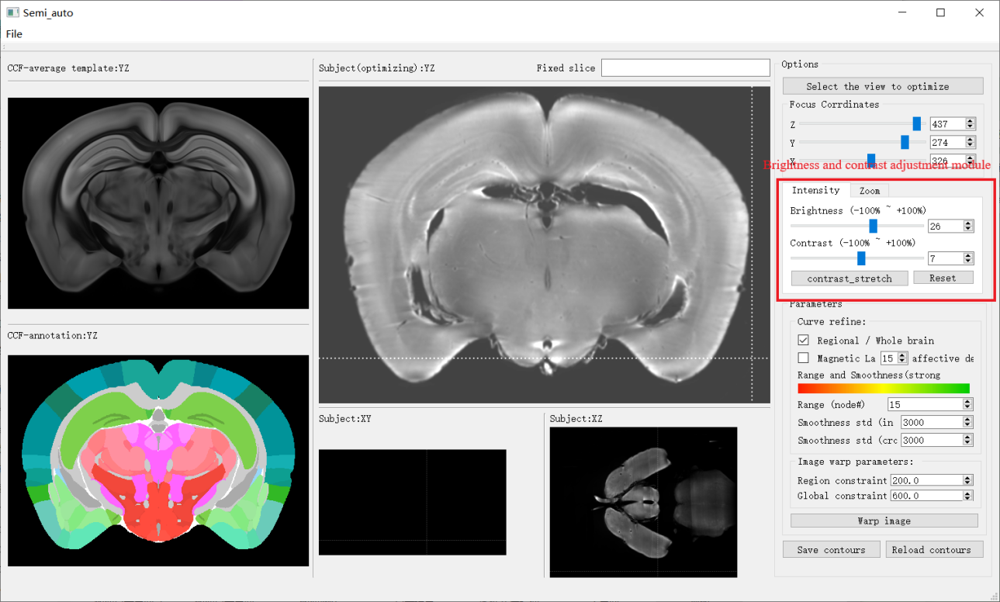 Semi_auto
File
CCF-average template:YZ
Subject(optimizing):YZ
Fixed slice
Options
Select the view to optimize
Focus Corrdinates
Z
437
Y
274
X
326
Brightness and contrast adjustment module
Intensity
Zoom
Brightness (-100% ~ +100%)
26
Contrast (-100% ~ +100%)
7
contrast_stretch
Reset
Parameters
Curve refine:
Regional / Whole brain
Magnetic La 15 affective de
Range and Smoothness(strong
Range (node#)
15
Smoothness std (in
3000
Smoothness std (crc
3000
Image warp parameters:
Region constraint
200.0
Global constraint
600.0
Warp image
Save contours
Reload contours
CCF-annotation:YZ
Subject:XY
Subject:XZ